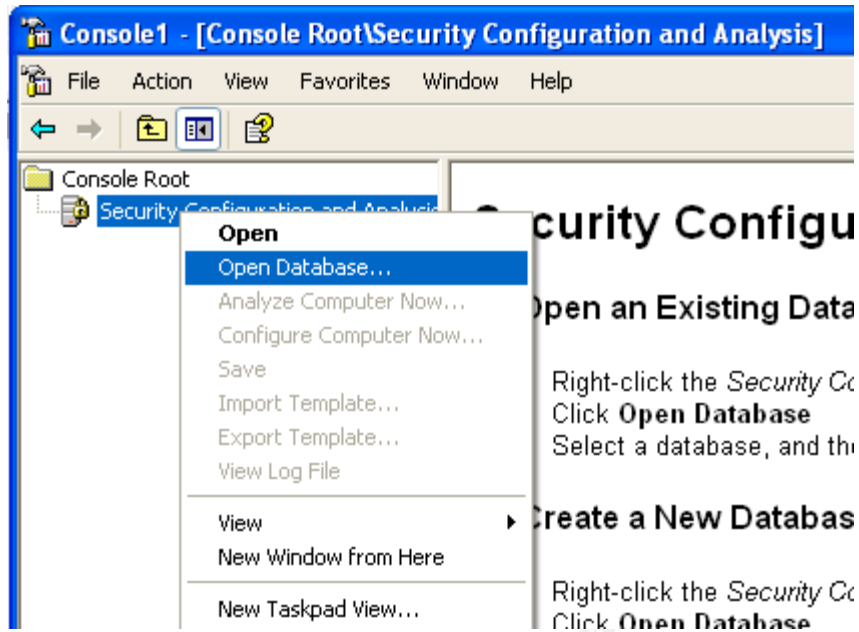 Console1 - [Console Root\Security Configuration and Analysis]
File Action View Favorites Window Help
Console Root
Security Configuration and Analysis
Open
Open Database...
Analyze Computer Now...
Configure Computer Now...
Save
Import Template...
Export Template...
View Log File
View
New Window from Here
New Taskpad View...
curity Configu
Open an Existing Data
Right-click the Security Co
Click Open Database
Select a database, and the
Create a New Databas
Right-click the Security Co
Click Open Database